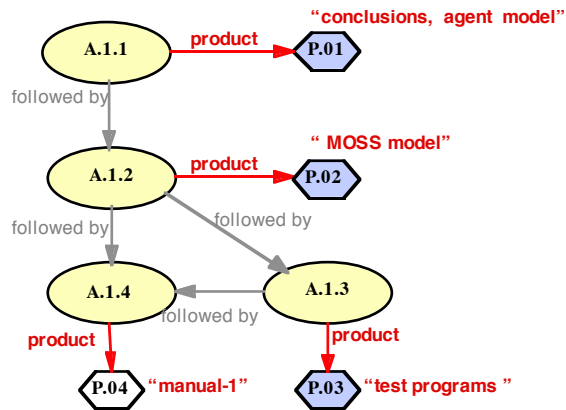 “conclusions, agent model”
A.1.1
product
P.01
followed by
“ MOSS model”
product
A.1.2
P.02
followed by
followed by
A.1.4
A.1.3
followed by
product
product
P.04
“manual-1”
P.03
“test programs ”